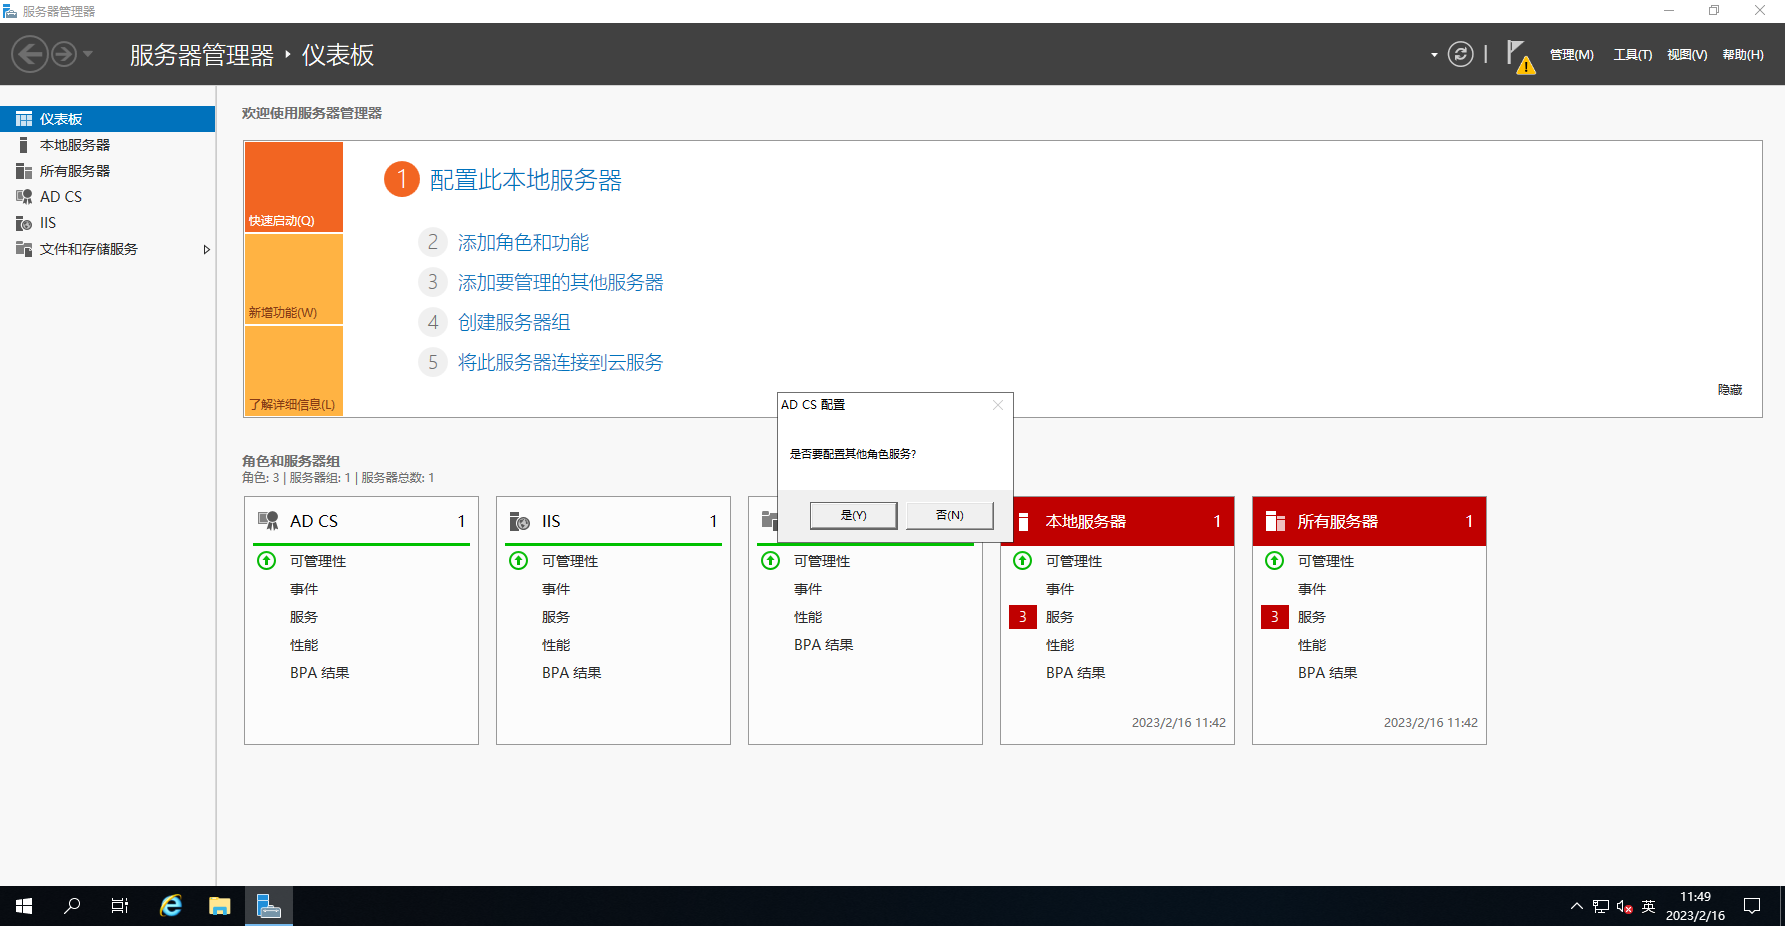 服务器管理器
服务器管理器 ‣ 仪表板
管理(M) 工具(T) 视图(V) 帮助(H)
仪表板
本地服务器
所有服务器
AD CS
IIS
文件和存储服务
欢迎使用服务器管理器
快速启动(Q)
新增功能(W)
了解详细信息(L)
1 配置此本地服务器
2 添加角色和功能
3 添加要管理的其他服务器
4 创建服务器组
5 将此服务器连接到云服务
隐藏
AD CS 配置
是否要配置其他角色服务?
是(Y) 否(N)
角色和服务器组
角色: 3 | 服务器组: 1 | 服务器总数: 1
AD CS 1
可管理性
事件
服务
性能
BPA 结果
IIS 1
可管理性
事件
服务
性能
BPA 结果
可管理性
事件
性能
BPA 结果
本地服务器 1
可管理性
事件
3 服务
性能
BPA 结果
2023/2/16 11:42
所有服务器 1
可管理性
事件
3 服务
性能
BPA 结果
2023/2/16 11:42
英
11:49
2023/2/16